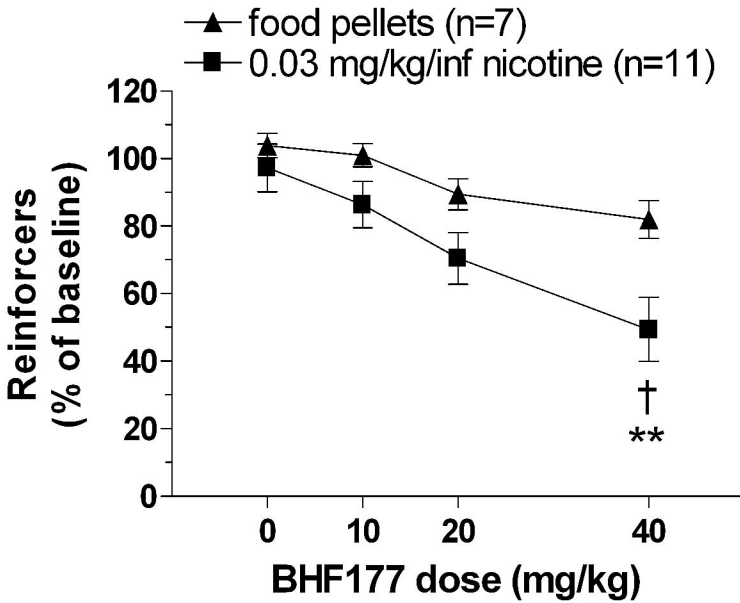 food pellets (n=7)
0.03 mg/kg/inf nicotine (n=11)
120
100
80
60
40
20
0
Reinforcers
(% of baseline)
†
**
0 10 20 40
BHF177 dose (mg/kg)